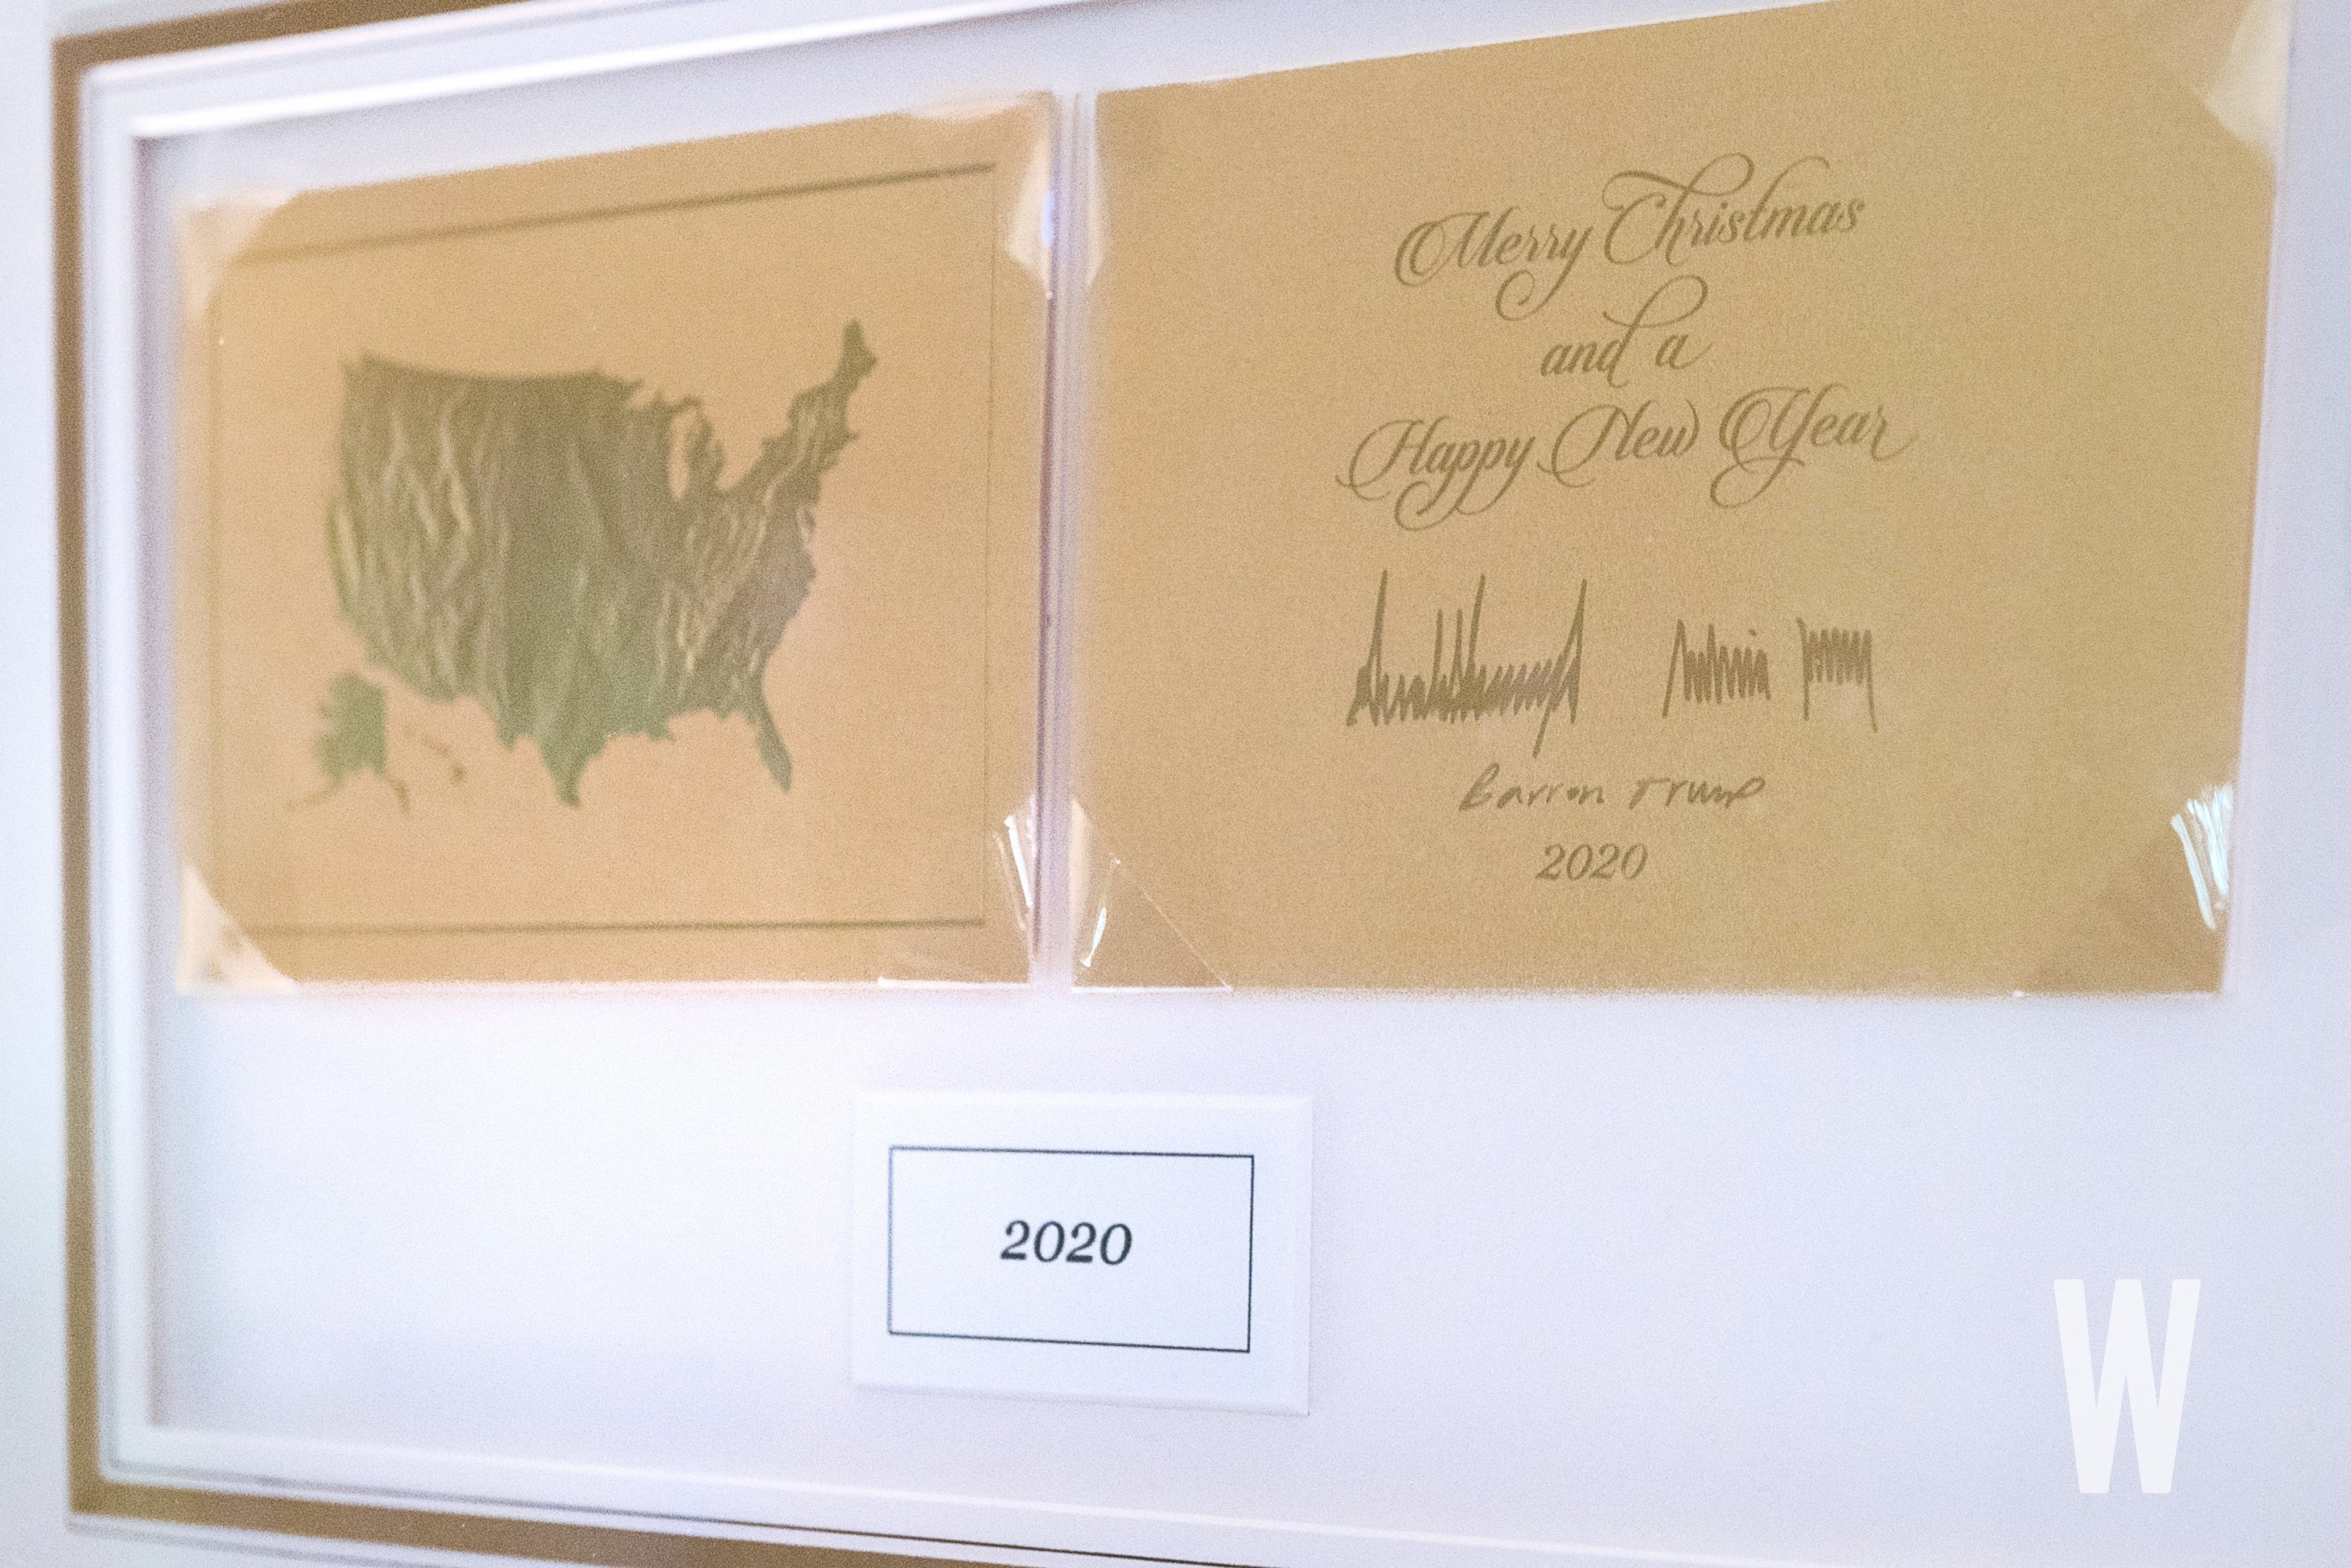 Merry Christmas
and a
Happy New Year
Barron Trump
2020
2020
W